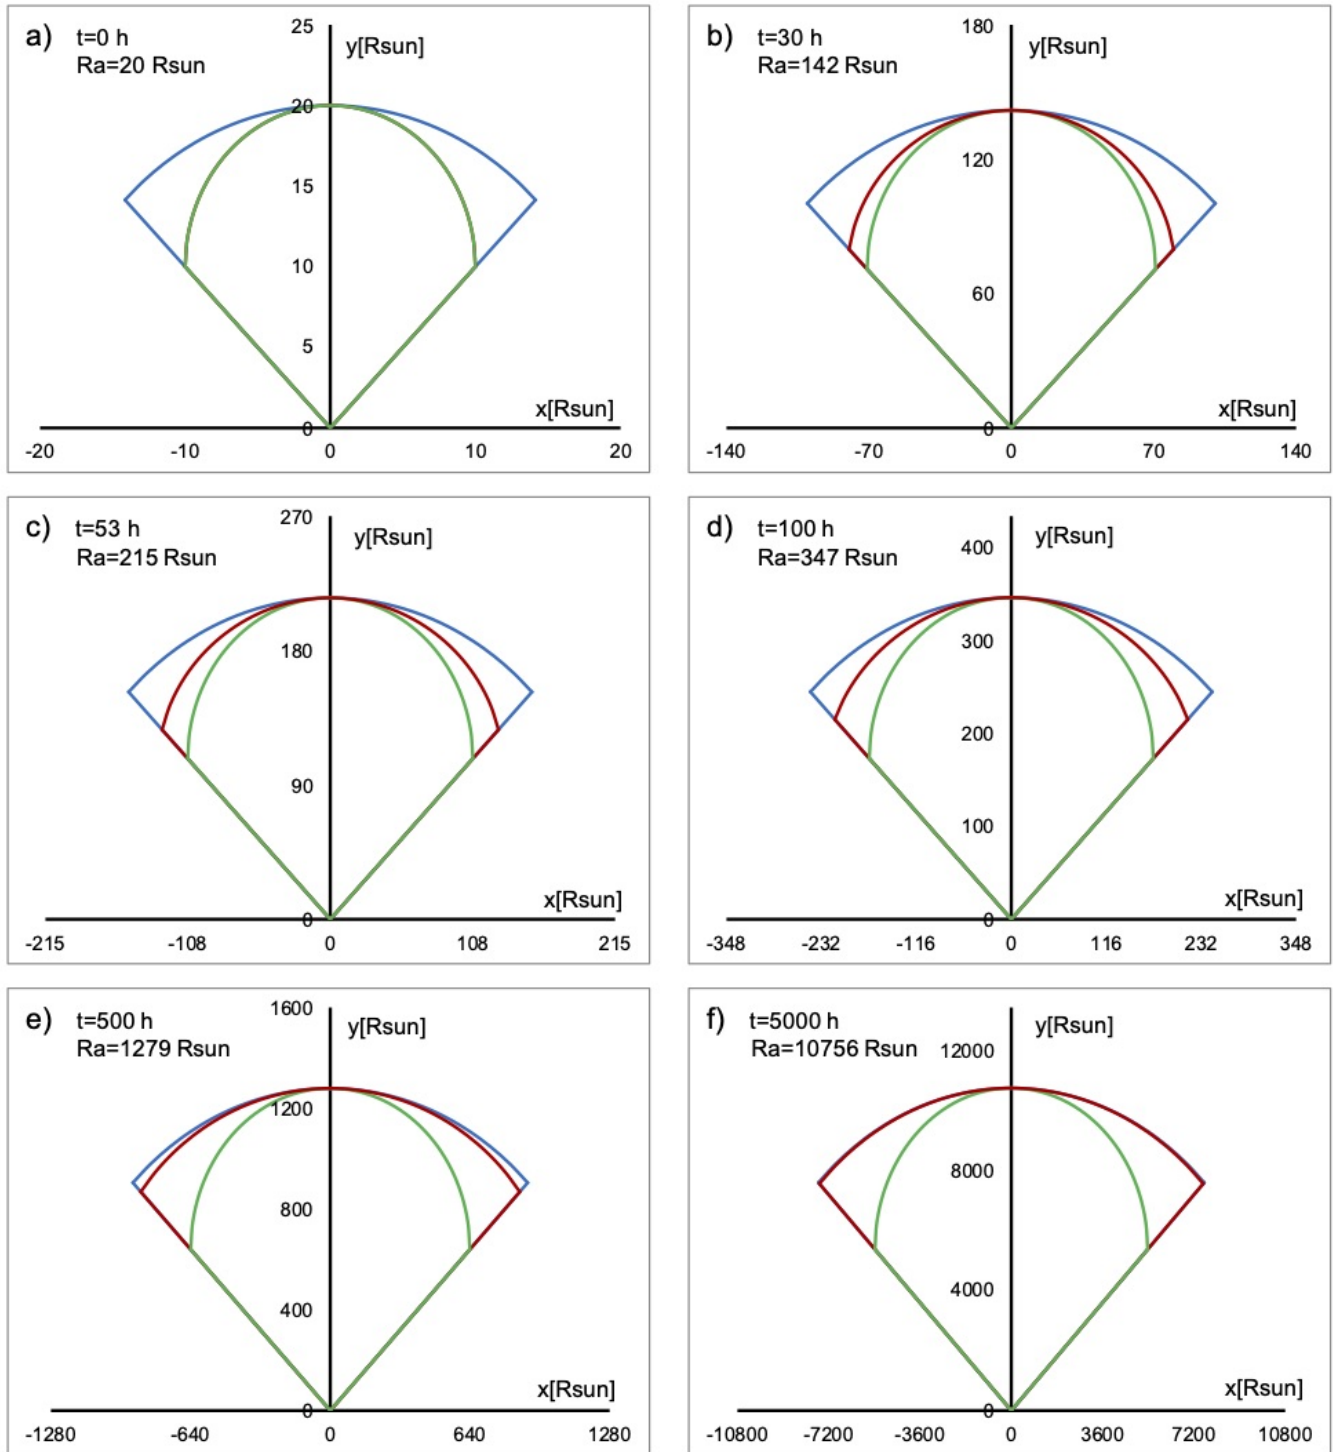 a) t=0 h
Ra=20 Rsun
y[Rsun]
25
20
15
10
5
0
x[Rsun]
-20 -10 0 10 20
b) t=30 h
Ra=142 Rsun
y[Rsun]
180
120
60
0
x[Rsun]
-140 -70 0 70 140
c) t=53 h
Ra=215 Rsun
y[Rsun]
270
180
90
0
x[Rsun]
-215 -108 0 108 215
d) t=100 h
Ra=347 Rsun
y[Rsun]
400
300
200
100
0
x[Rsun]
-348 -232 -116 0 116 232 348
e) t=500 h
Ra=1279 Rsun
y[Rsun]
1600
1200
800
400
0
x[Rsun]
-1280 -640 0 640 1280
f) t=5000 h
Ra=10756 Rsun
y[Rsun]
12000
8000
4000
0
x[Rsun]
-10800 -7200 -3600 0 3600 7200 10800